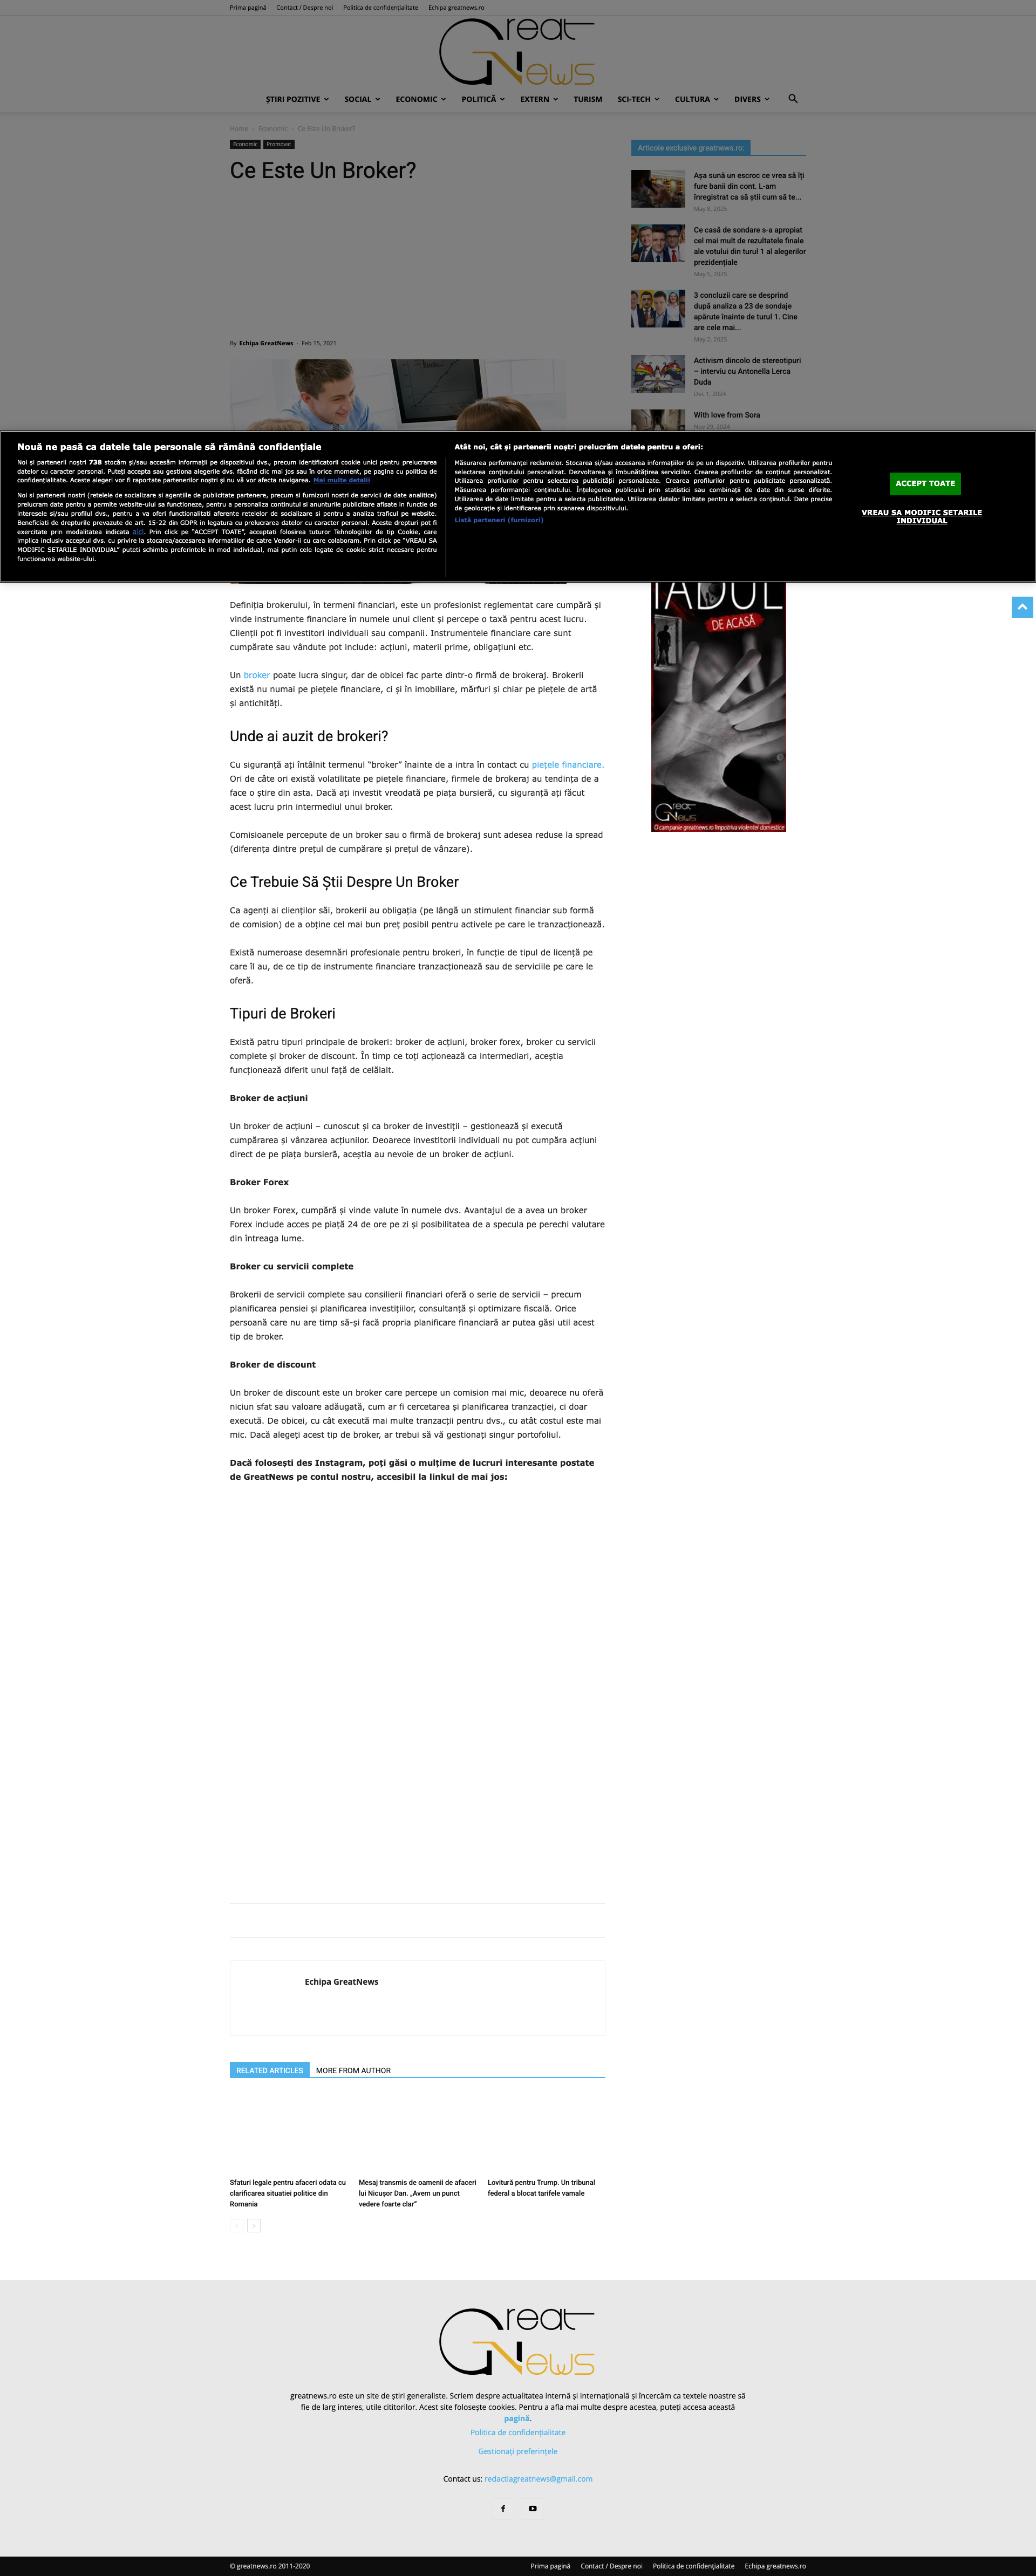 Prima pagină Contact / Despre noi Politica de confidențialitate Echipa greatnews.ro
Great News
ȘTIRI POZITIVE SOCIAL ECONOMIC POLITICĂ EXTERN TURISM SCI-TECH CULTURA DIVERS
Home › Economic › Ce Este Un Broker?
Economic Promovat
Ce Este Un Broker?
By Echipa GreatNews - Feb 15, 2021
Articole exclusive greatnews.ro:
Așa sună un escroc ce vrea să îți
fure banii din cont. L-am
înregistrat ca să știi cum să te...
May 8, 2025
Ce casă de sondare s-a apropiat
cel mai mult de rezultatele finale
ale votului din turul 1 al alegerilor
prezidențiale
May 5, 2025
3 concluzii care se desprind
după analiza a 23 de sondaje
apărute înainte de turul 1. Cine
are cele mai...
May 2, 2025
Activism dincolo de stereotipuri
– interviu cu Antonella Lerca
Duda
Dec 1, 2024
With love from Sora
Nov 29, 2024
Nouă ne pasă ca datele tale personale să rămână confidențiale
Noi și partenerii noștri 738 stocăm și/sau accesăm informații pe dispozitivul dvs., precum identificatorii cookie unici pentru prelucrarea
datelor cu caracter personal. Puteți accepta sau gestiona alegerile dvs. făcând clic mai jos sau în orice moment, pe pagina cu politica de
confidențialitate. Aceste alegeri vor fi raportate partenerilor noștri și nu vă vor afecta navigarea. Mai multe detalii
Noi si partenerii nostri (retelele de socializare si agentiile de publicitate partenere, precum si furnizorii nostri de servicii de date analitice)
prelucram date pentru a permite website-ului sa functioneze, pentru a personaliza continutul si anunturile publicitare afisate in functie de
interesele si/sau profilul dvs., pentru a va oferi functionalitati aferente retelelor de socializare si pentru a analiza traficul pe website.
Beneficiati de drepturile prevazute de art. 15-22 din GDPR in legatura cu prelucrarea datelor cu caracter personal. Aceste drepturi pot fi
exercitate prin modalitatea indicata aici. Prin click pe "ACCEPT TOATE", acceptati folosirea tuturor Tehnologiilor de tip Cookie, care
implica inclusiv acceptul dvs. cu privire la stocarea/accesarea informatiilor de catre Vendor-ii cu care colaboram. Prin click pe "VREAU SA
MODIFIC SETARILE INDIVIDUAL" puteti schimba preferintele in mod individual, mai putin cele legate de cookie strict necesare pentru
functionarea website-ului.
Atât noi, cât și partenerii noștri prelucrăm datele pentru a oferi:
Măsurarea performanței reclamelor. Stocarea și/sau accesarea informațiilor de pe un dispozitiv. Utilizarea profilurilor pentru
selectarea conținutului personalizat. Dezvoltarea și îmbunătățirea serviciilor. Crearea profilurilor de conținut personalizat.
Utilizarea profilurilor pentru selectarea publicității personalizate. Crearea profilurilor pentru publicitate personalizată.
Măsurarea performanței conținutului. Înțelegerea publicului prin statistici sau combinații de date din surse diferite.
Utilizarea de date limitate pentru a selecta publicitatea. Utilizarea datelor limitate pentru a selecta conținutul. Date precise
de geolocație și identificarea prin scanarea dispozitivului.
Listă parteneri (furnizori)
ACCEPT TOATE
VREAU SA MODIFIC SETARILE
INDIVIDUAL
IADUL
DE ACASĂ
Great News
O campanie greatnews.ro împotriva violenței domestice
Definiția brokerului, în termeni financiari, este un profesionist reglementat care cumpără și
vinde instrumente financiare în numele unui client și percepe o taxă pentru acest lucru.
Clienții pot fi investitori individuali sau companii. Instrumentele financiare care sunt
cumpărate sau vândute pot include: acțiuni, materii prime, obligațiuni etc.
Un broker poate lucra singur, dar de obicei fac parte dintr-o firmă de brokeraj. Brokerii
există nu numai pe piețele financiare, ci și în imobiliare, mărfuri și chiar pe piețele de artă
și antichități.
Unde ai auzit de brokeri?
Cu siguranță ați întâlnit termenul "broker" înainte de a intra în contact cu piețele financiare.
Ori de câte ori există volatilitate pe piețele financiare, firmele de brokeraj au tendința de a
face o știre din asta. Dacă ați investit vreodată pe piața bursieră, cu siguranță ați făcut
acest lucru prin intermediul unui broker.
Comisioanele percepute de un broker sau o firmă de brokeraj sunt adesea reduse la spread
(diferența dintre prețul de cumpărare și prețul de vânzare).
Ce Trebuie Să Știi Despre Un Broker
Ca agenți ai clienților săi, brokerii au obligația (pe lângă un stimulent financiar sub formă
de comision) de a obține cel mai bun preț posibil pentru activele pe care le tranzacționează.
Există numeroase desemnări profesionale pentru brokeri, în funcție de tipul de licență pe
care îl au, de ce tip de instrumente financiare tranzacționează sau de serviciile pe care le
oferă.
Tipuri de Brokeri
Există patru tipuri principale de brokeri: broker de acțiuni, broker forex, broker cu servicii
complete și broker de discount. În timp ce toți acționează ca intermediari, aceștia
funcționează diferit unul față de celălalt.
Broker de acțiuni
Un broker de acțiuni – cunoscut și ca broker de investiții – gestionează și execută
cumpărarea și vânzarea acțiunilor. Deoarece investitorii individuali nu pot cumpăra acțiuni
direct de pe piața bursieră, aceștia au nevoie de un broker de acțiuni.
Broker Forex
Un broker Forex, cumpără și vinde valute în numele dvs. Avantajul de a avea un broker
Forex include acces pe piață 24 de ore pe zi și posibilitatea de a specula pe perechi valutare
din întreaga lume.
Broker cu servicii complete
Brokerii de servicii complete sau consilierii financiari oferă o serie de servicii – precum
planificarea pensiei și planificarea investițiilor, consultanță și optimizare fiscală. Orice
persoană care nu are timp să-și facă propria planificare financiară ar putea găsi util acest
tip de broker.
Broker de discount
Un broker de discount este un broker care percepe un comision mai mic, deoarece nu oferă
niciun sfat sau valoare adăugată, cum ar fi cercetarea și planificarea tranzacției, ci doar
execută. De obicei, cu cât execută mai multe tranzacții pentru dvs., cu atât costul este mai
mic. Dacă alegeți acest tip de broker, ar trebui să vă gestionați singur portofoliul.
Dacă folosești des Instagram, poți găsi o mulțime de lucruri interesante postate
de GreatNews pe contul nostru, accesibil la linkul de mai jos:
Echipa GreatNews
RELATED ARTICLES MORE FROM AUTHOR
Sfaturi legale pentru afaceri odata cu
clarificarea situatiei politice din
Romania
Mesaj transmis de oamenii de afaceri
lui Nicușor Dan. „Avem un punct
vedere foarte clar”
Lovitură pentru Trump. Un tribunal
federal a blocat tarifele vamale
Great News
greatnews.ro este un site de știri generaliste. Scriem despre actualitatea internă și internațională și încercăm ca textele noastre să
fie de larg interes, utile cititorilor. Acest site folosește cookies. Pentru a afla mai multe despre acestea, puteți accesa această
pagină.
Politica de confidențialitate
Gestionați preferințele
Contact us: redactiagreatnews@gmail.com
© greatnews.ro 2011-2020
Prima pagină Contact / Despre noi Politica de confidențialitate Echipa greatnews.ro